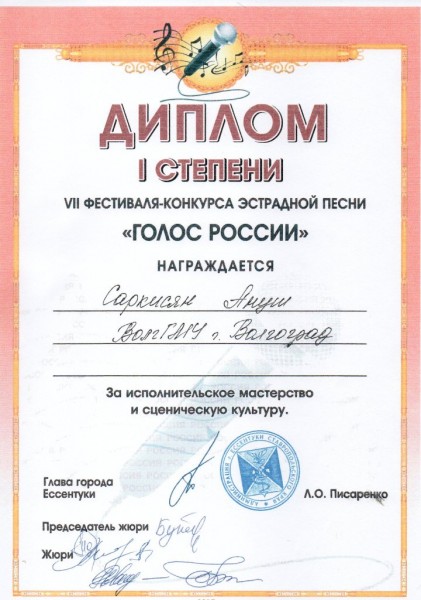 ДИПЛОМ
I СТЕПЕНИ
VII ФЕСТИВАЛЯ-КОНКУРСА ЭСТРАДНОЙ ПЕСНИ
«ГОЛОС РОССИИ»
НАГРАЖДАЕТСЯ
Саркисян Ануш
ВолгГМУ г. Волгоград
За исполнительское мастерство
и сценическую культуру.
Глава города
Ессентуки
Л.О. Писаренко
Председатель жюри
Жюри